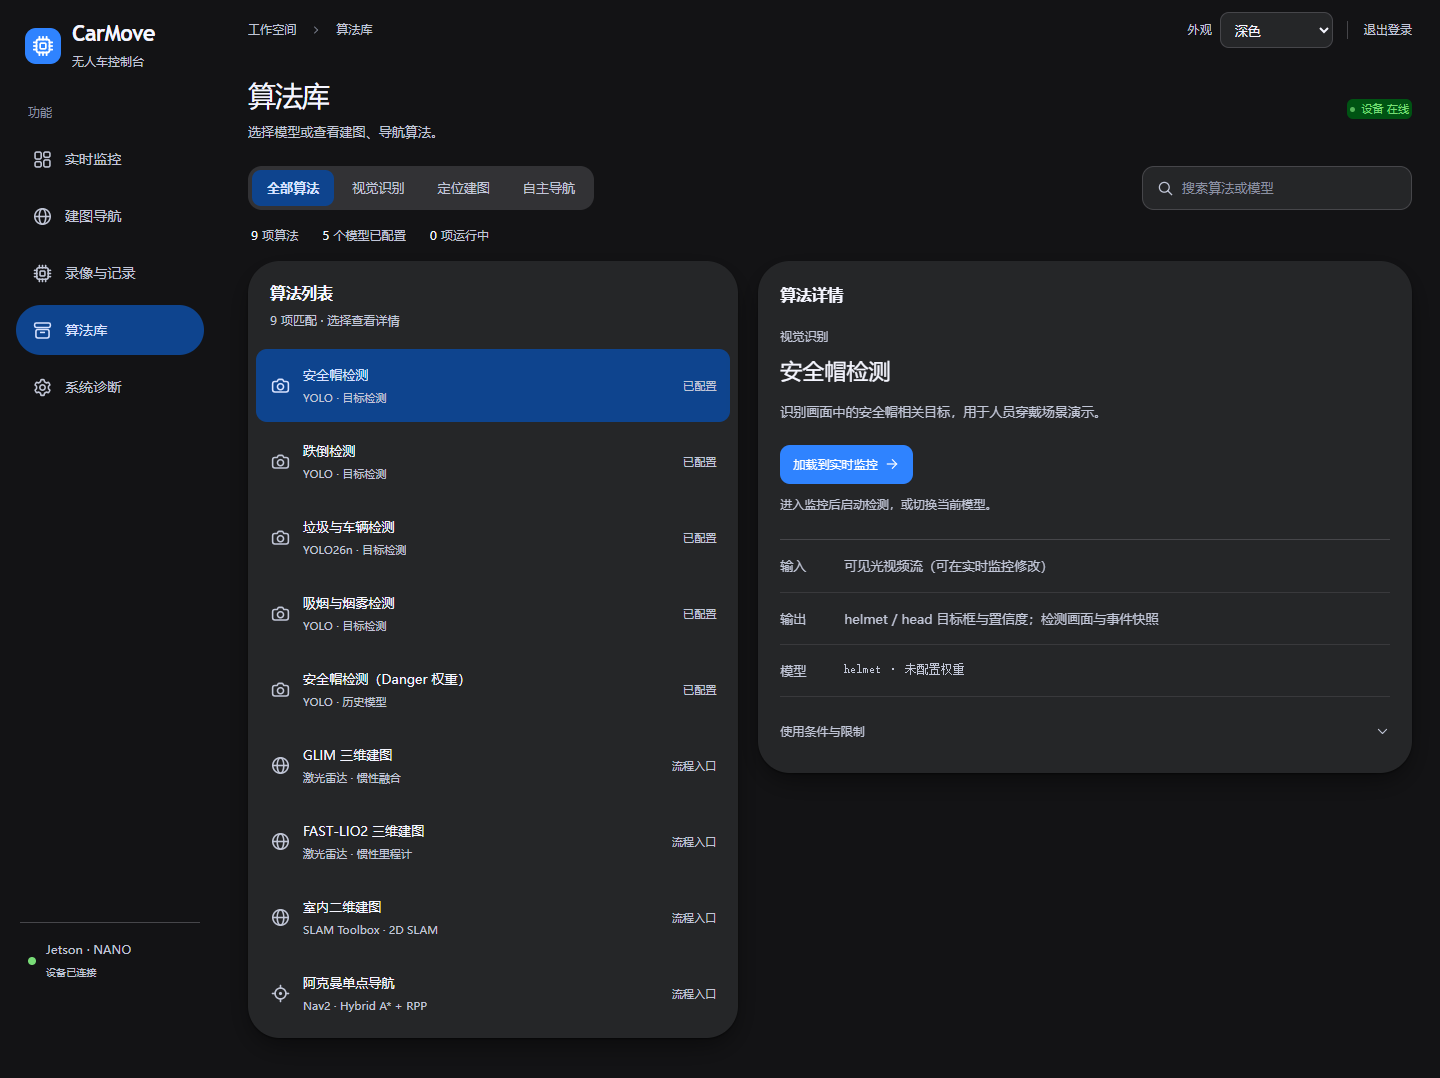 CarMove
无人车控制台
功能
实时监控
建图导航
录像与记录
算法库
系统诊断
Jetson · NANO
设备已连接
工作空间 > 算法库
外观 深色 退出登录
算法库
选择模型或查看建图、导航算法。
设备 在线
全部算法 视觉识别 定位建图 自主导航
搜索算法或模型
9 项算法 5 个模型已配置 0 项运行中
算法列表
9 项匹配 · 选择查看详情
安全帽检测
YOLO · 目标检测
已配置
跌倒检测
YOLO · 目标检测
已配置
垃圾与车辆检测
YOLO26n · 目标检测
已配置
吸烟与烟雾检测
YOLO · 目标检测
已配置
安全帽检测（Danger 权重）
YOLO · 历史模型
已配置
GLIM 三维建图
激光雷达 · 惯性融合
流程入口
FAST-LIO2 三维建图
激光雷达 · 惯性里程计
流程入口
室内二维建图
SLAM Toolbox · 2D SLAM
流程入口
阿克曼单点导航
Nav2 · Hybrid A* + RPP
流程入口
算法详情
视觉识别
安全帽检测
识别画面中的安全帽相关目标，用于人员穿戴场景演示。
加载到实时监控 →
进入监控后启动检测，或切换当前模型。
输入 可见光视频流（可在实时监控修改）
输出 helmet / head 目标框与置信度；检测画面与事件快照
模型 helmet · 未配置权重
使用条件与限制